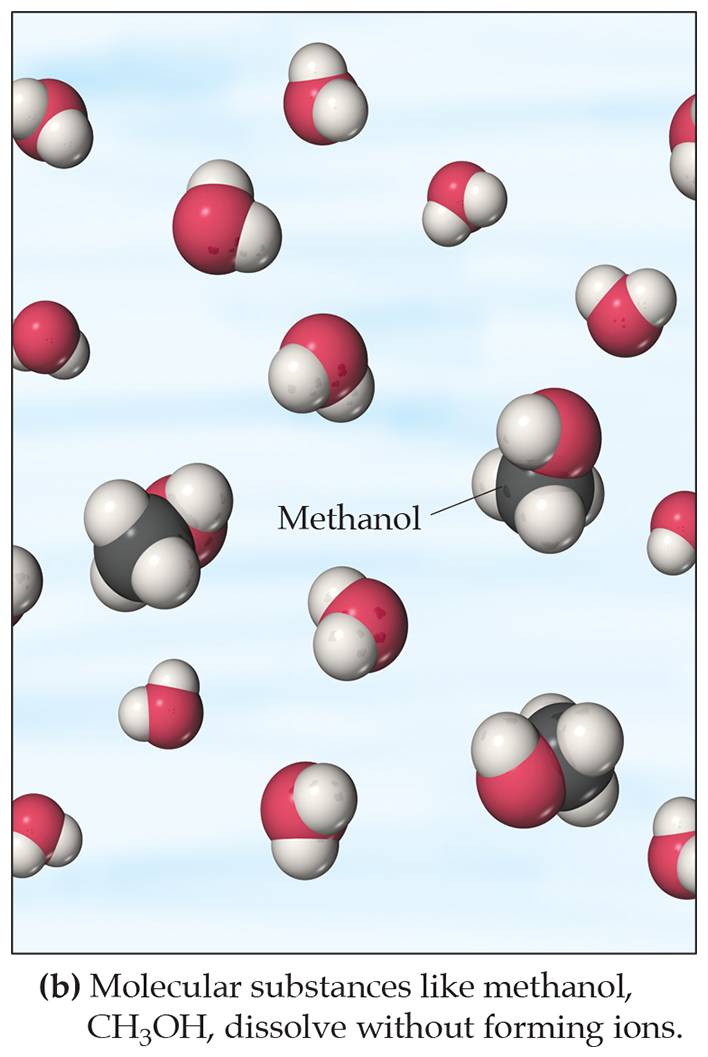 Methanol
(b) Molecular substances like methanol,
CH₃OH, dissolve without forming ions.